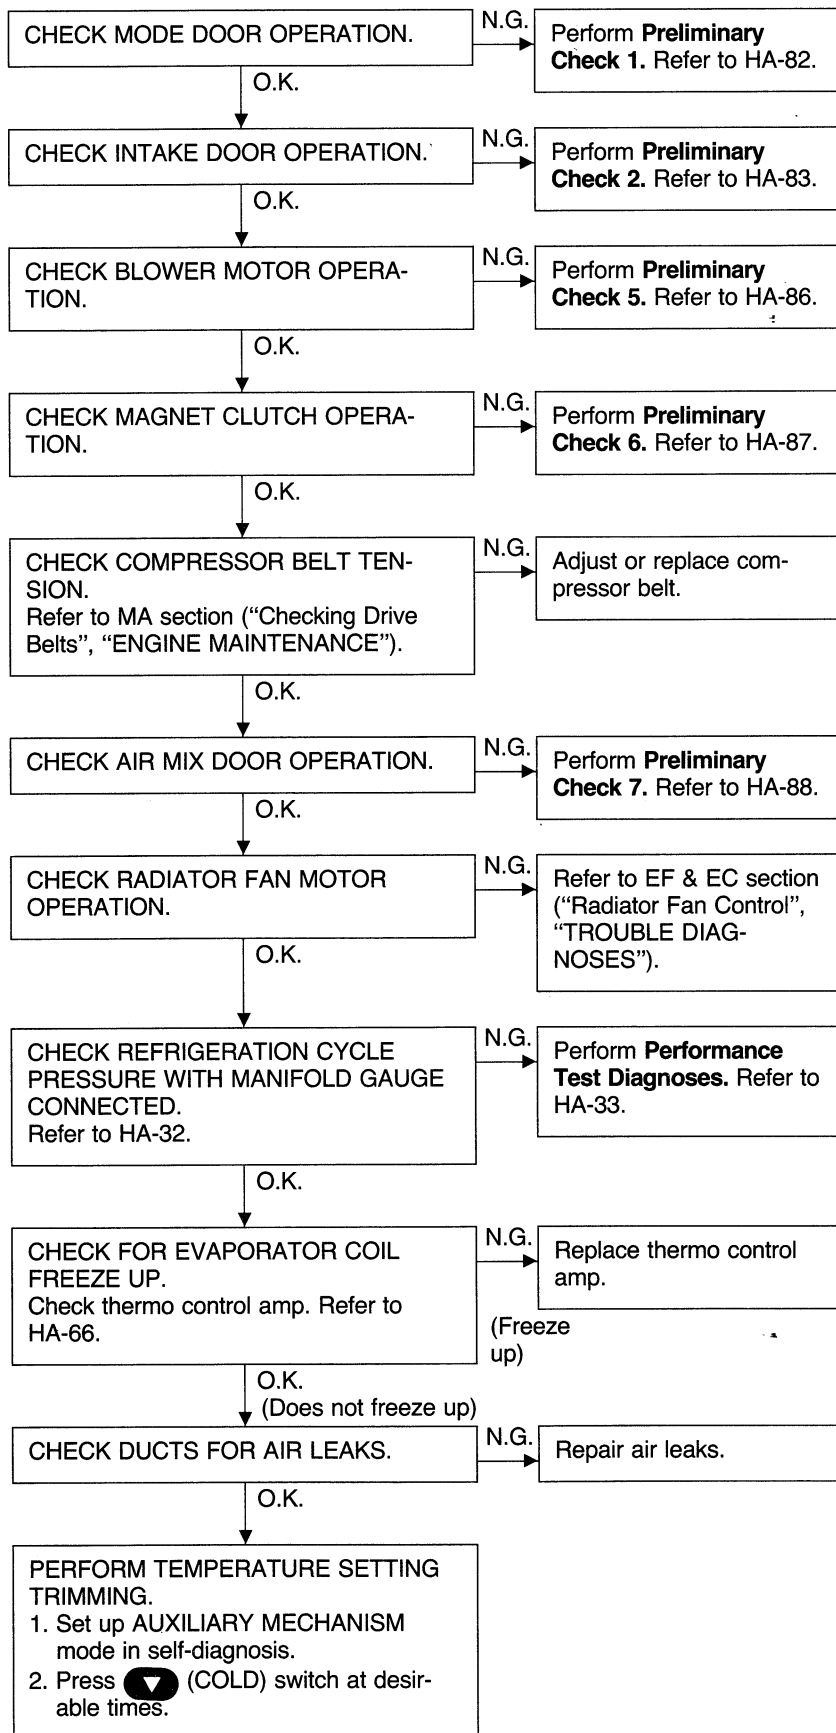 CHECK MODE DOOR OPERATION.
N.G.
Perform Preliminary
Check 1. Refer to HA-82.
O.K.
CHECK INTAKE DOOR OPERATION.
N.G.
Perform Preliminary
Check 2. Refer to HA-83.
O.K.
CHECK BLOWER MOTOR OPERA-
TION.
N.G.
Perform Preliminary
Check 5. Refer to HA-86.
O.K.
CHECK MAGNET CLUTCH OPERA-
TION.
N.G.
Perform Preliminary
Check 6. Refer to HA-87.
O.K.
CHECK COMPRESSOR BELT TEN-
SION.
Refer to MA section (“Checking Drive
Belts”, “ENGINE MAINTENANCE”).
N.G.
Adjust or replace com-
pressor belt.
O.K.
CHECK AIR MIX DOOR OPERATION.
N.G.
Perform Preliminary
Check 7. Refer to HA-88.
O.K.
CHECK RADIATOR FAN MOTOR
OPERATION.
N.G.
Refer to EF & EC section
(“Radiator Fan Control”,
“TROUBLE DIAG-
NOSES”).
O.K.
CHECK REFRIGERATION CYCLE
PRESSURE WITH MANIFOLD GAUGE
CONNECTED.
Refer to HA-32.
N.G.
Perform Performance
Test Diagnoses. Refer to
HA-33.
O.K.
CHECK FOR EVAPORATOR COIL
FREEZE UP.
Check thermo control amp. Refer to
HA-66.
N.G.
(Freeze
up)
Replace thermo control
amp.
O.K.
(Does not freeze up)
CHECK DUCTS FOR AIR LEAKS.
N.G.
Repair air leaks.
O.K.
PERFORM TEMPERATURE SETTING
TRIMMING.
1. Set up AUXILIARY MECHANISM
mode in self-diagnosis.
2. Press (COLD) switch at desir-
able times.